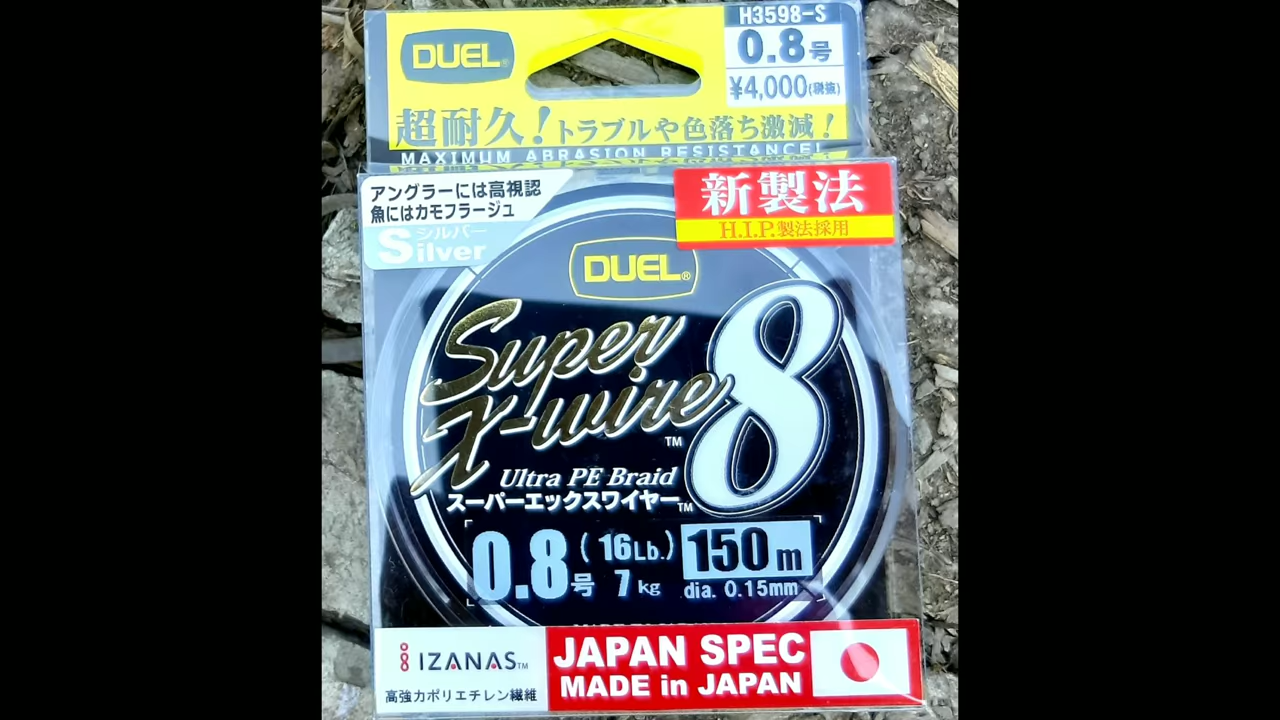 DUEL®
H3598-S
0.8号
¥4,000(税抜)
超耐久!トラブルや色落ち激減!
MAXIMUM ABRASION RESISTANCE!
アングラーには高視認
魚にはカモフラージュ
シルバー
Silver
新製法
H.I.P.製法採用
DUEL®
Super
X-wire™ 8
Ultra PE Braid
スーパーエックスワイヤー™
0.8号 (16Lb.) 7kg 150m
dia. 0.15mm
IZANAS™
高強力ポリエチレン繊維
JAPAN SPEC
MADE in JAPAN